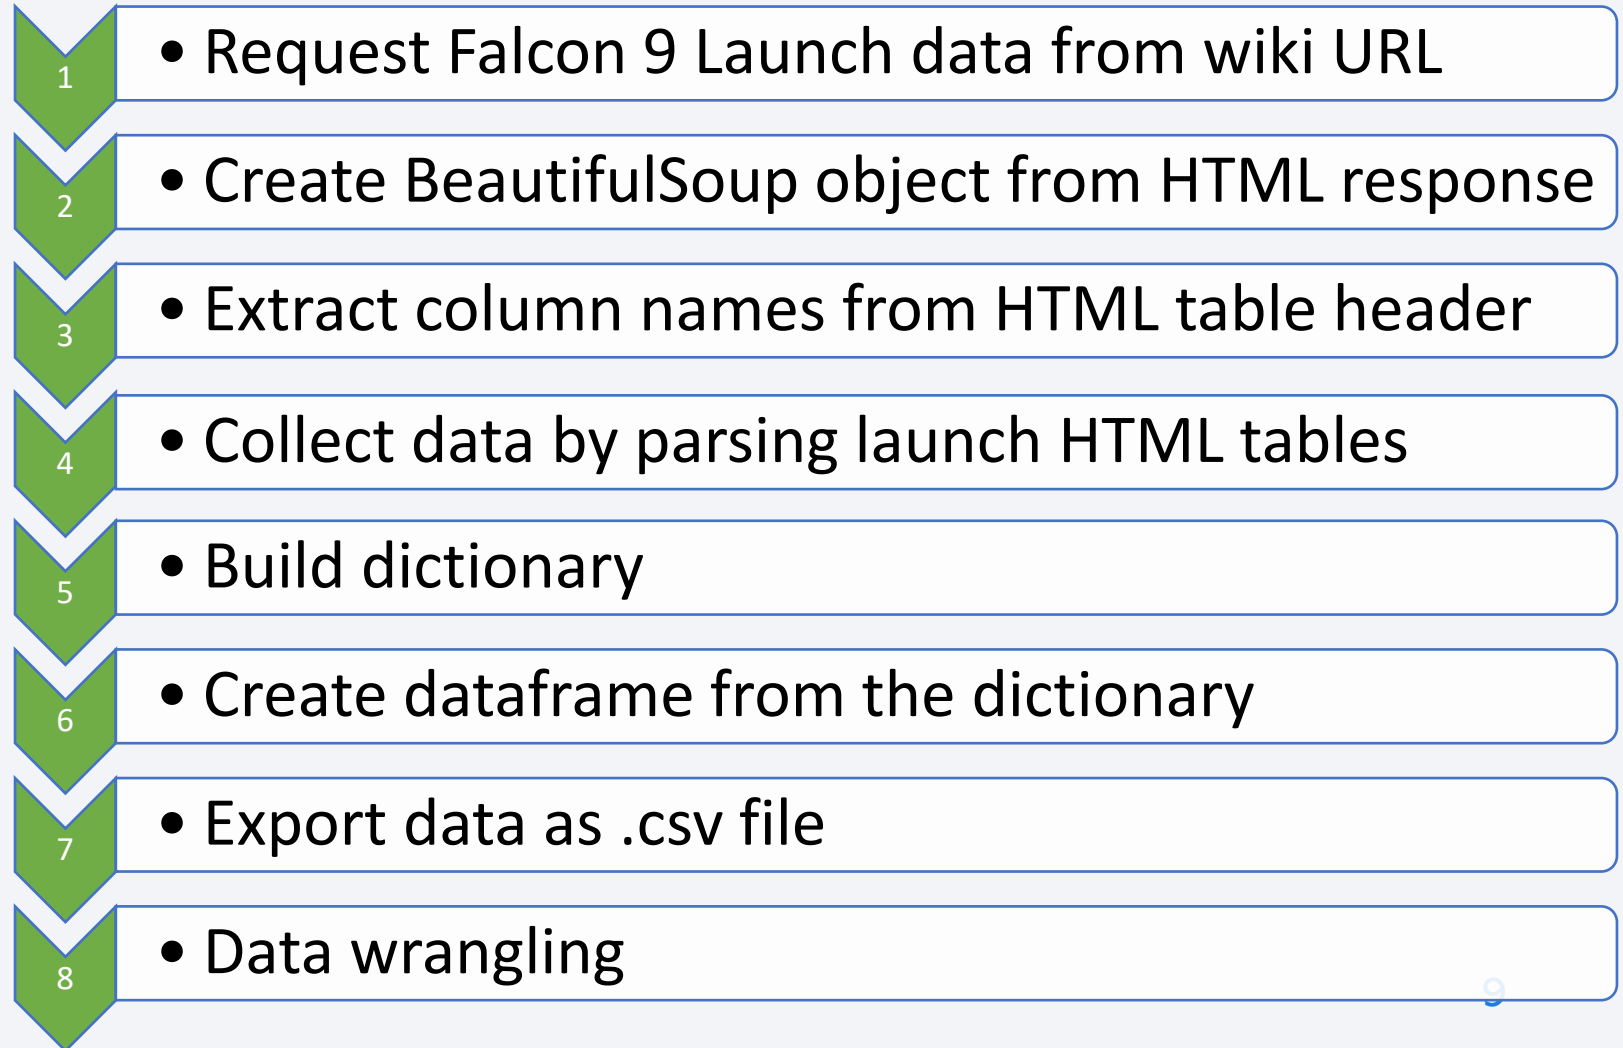 1
• Request Falcon 9 Launch data from wiki URL
2
• Create BeautifulSoup object from HTML response
3
• Extract column names from HTML table header
4
• Collect data by parsing launch HTML tables
5
• Build dictionary
6
• Create dataframe from the dictionary
7
• Export data as .csv file
8
• Data wrangling
9